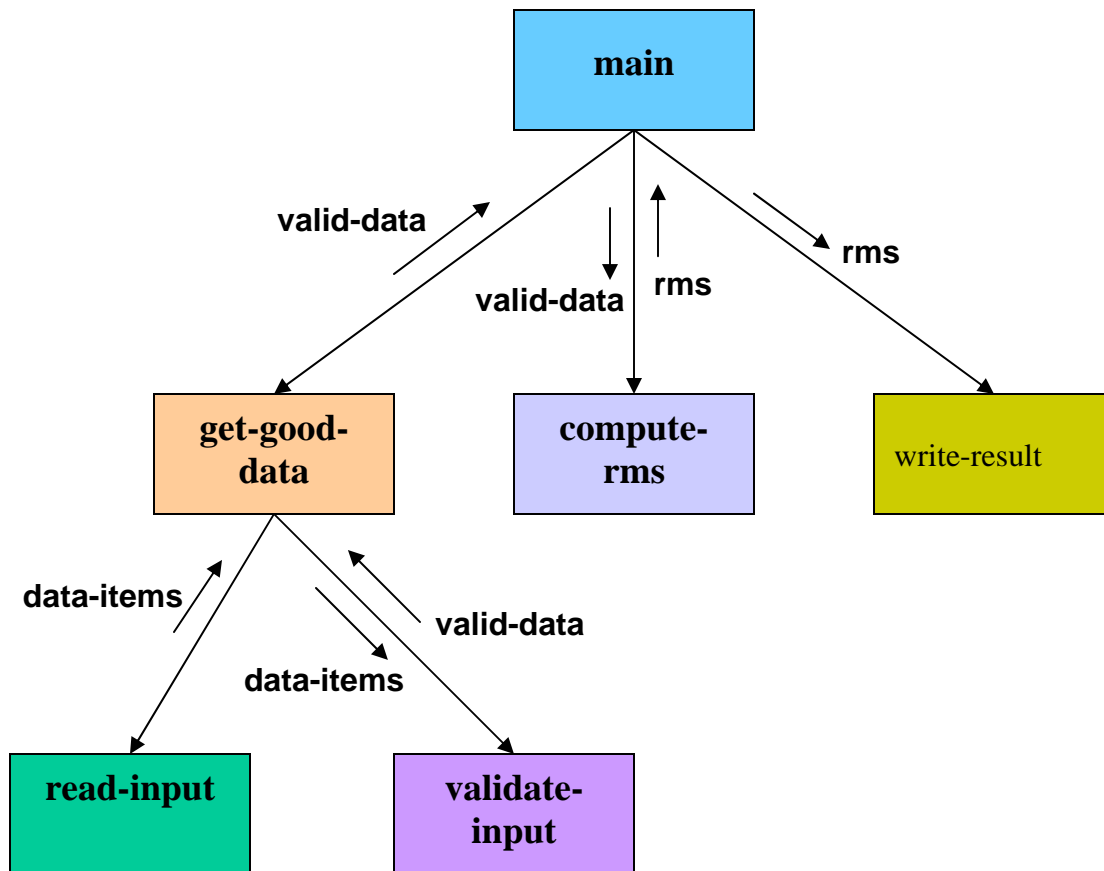 main
valid-data
valid-data
rms
rms
get-good-
data
compute-
rms
write-result
data-items
data-items
valid-data
read-input
validate-
input